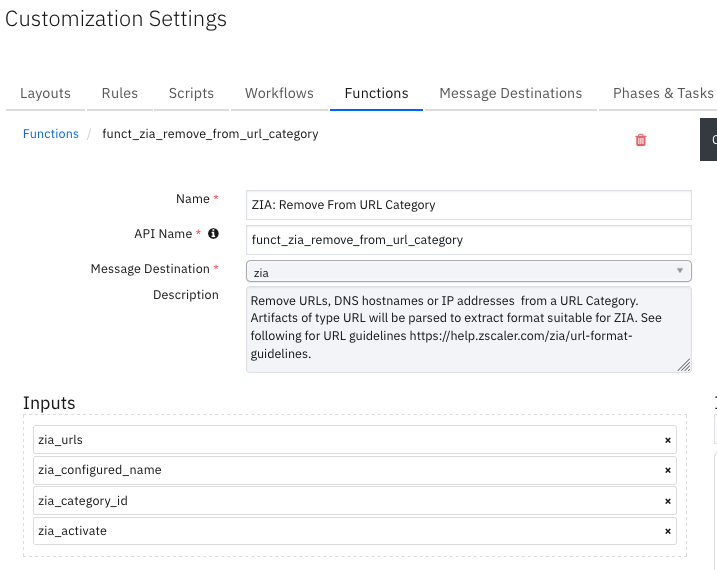 Customization Settings
Layouts Rules Scripts Workflows Functions Message Destinations Phases & Tasks
Functions / funct_zia_remove_from_url_category
Name * ZIA: Remove From URL Category
API Name * funct_zia_remove_from_url_category
Message Destination * zia
Description
Remove URLs, DNS hostnames or IP addresses  from a URL Category.
Artifacts of type URL will be parsed to extract format suitable for ZIA. See
following for URL guidelines https://help.zscaler.com/zia/url-format-
guidelines.
Inputs
zia_urls ×
zia_configured_name ×
zia_category_id ×
zia_activate ×